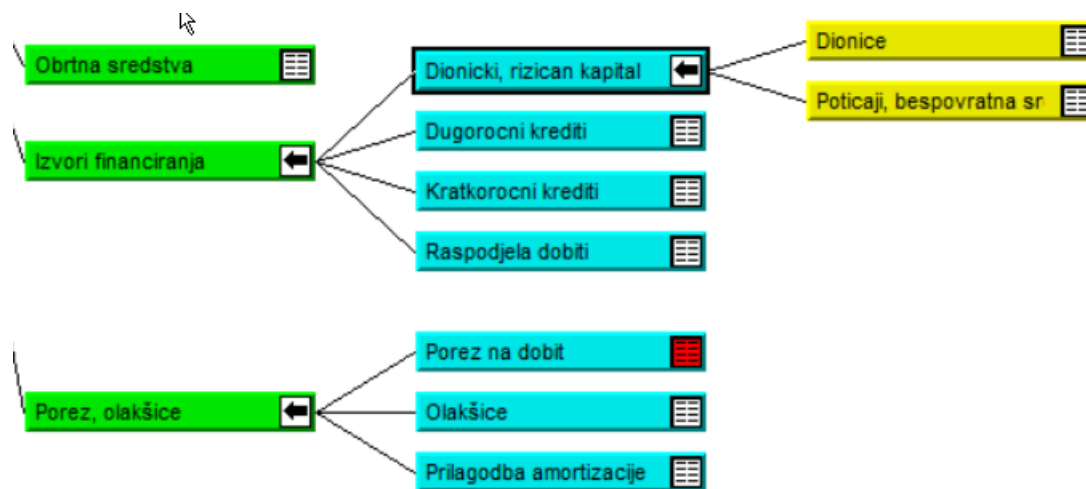 Obrtna sredstva
Izvori financiranja
Porez, olakšice
Dionicki, rizican kapital
Dugorocni krediti
Kratkorocni krediti
Raspodjela dobiti
Porez na dobit
Olakšice
Prilagodba amortizacije
Dionice
Poticaji, bespovratna